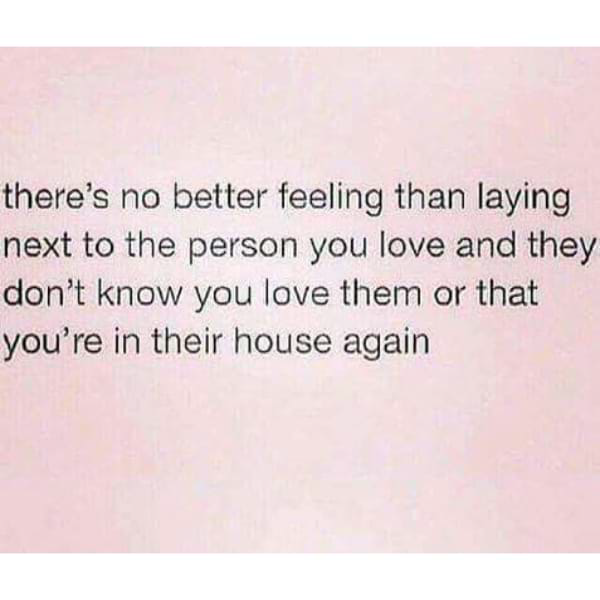 there's no better feeling than laying
next to the person you love and they
don't know you love them or that
you're in their house again